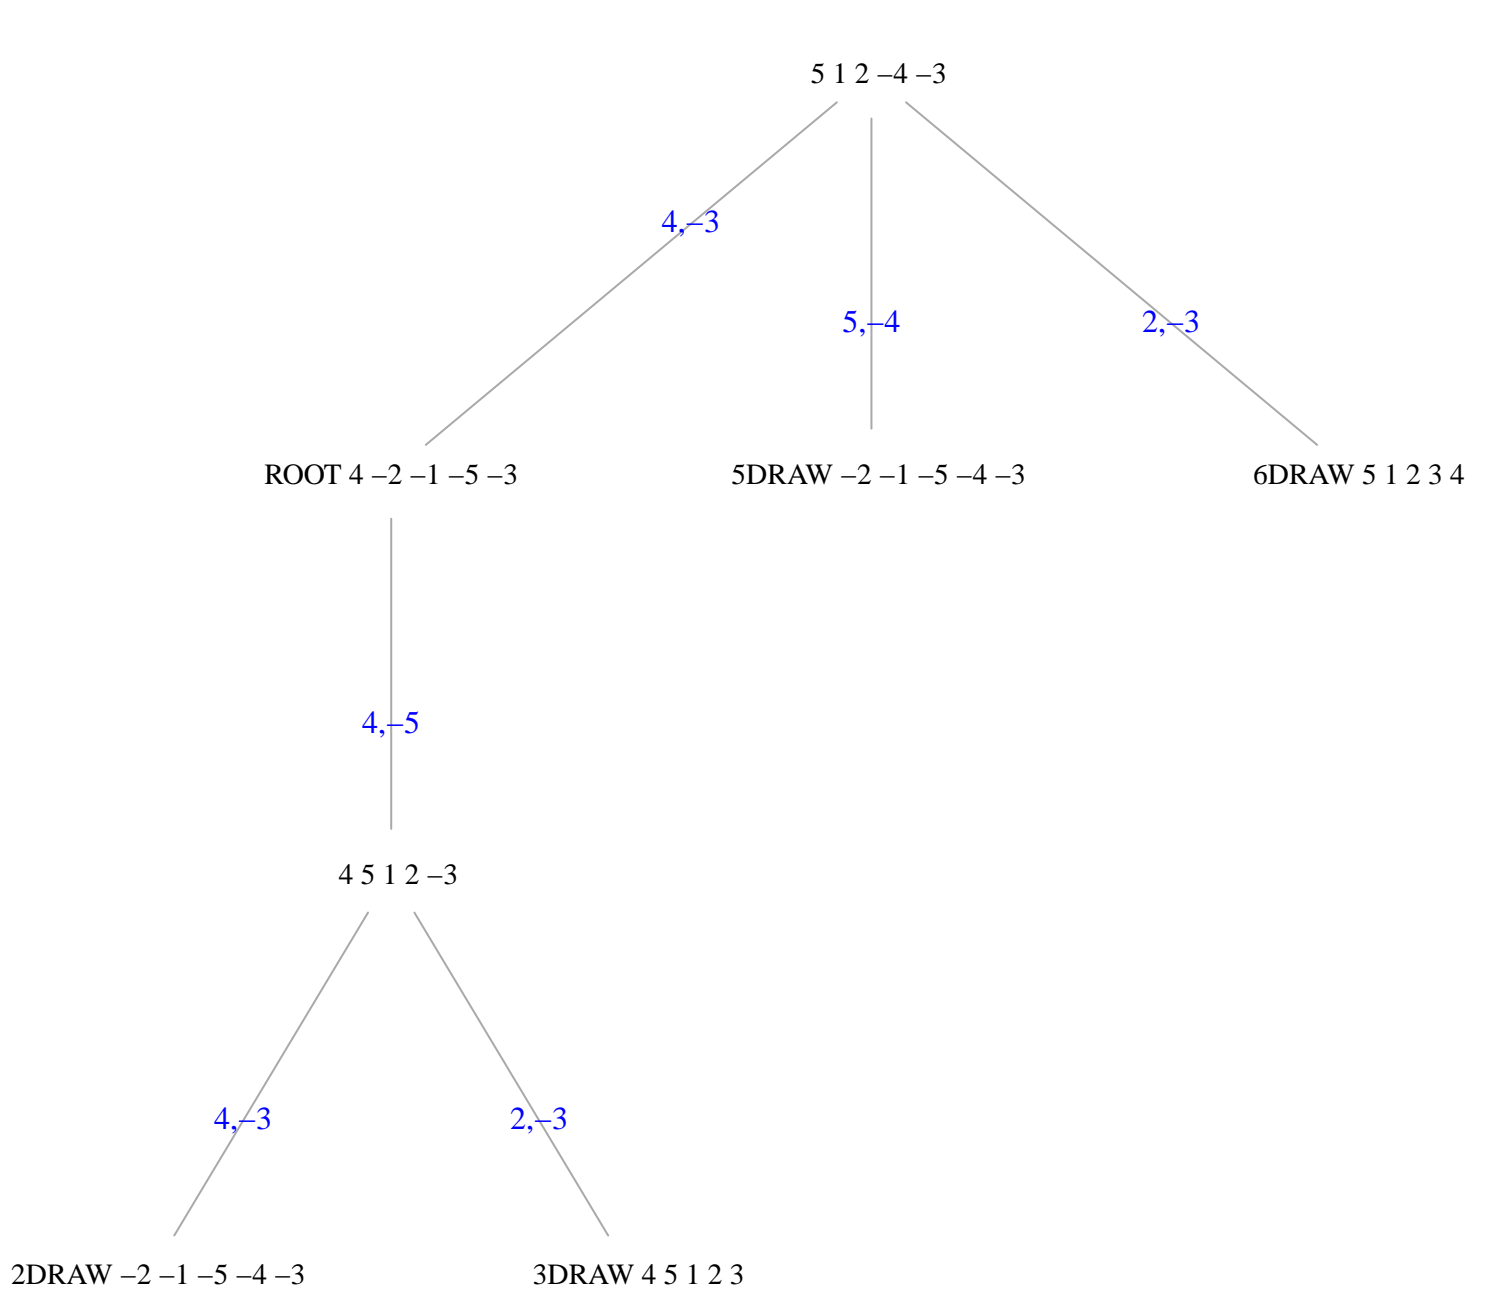 5 1 2 –4 –3
4,–3
5,–4
2,–3
ROOT 4 –2 –1 –5 –3
5DRAW –2 –1 –5 –4 –3
6DRAW 5 1 2 3 4
4,–5
4 5 1 2 –3
4,–3
2,–3
2DRAW –2 –1 –5 –4 –3
3DRAW 4 5 1 2 3